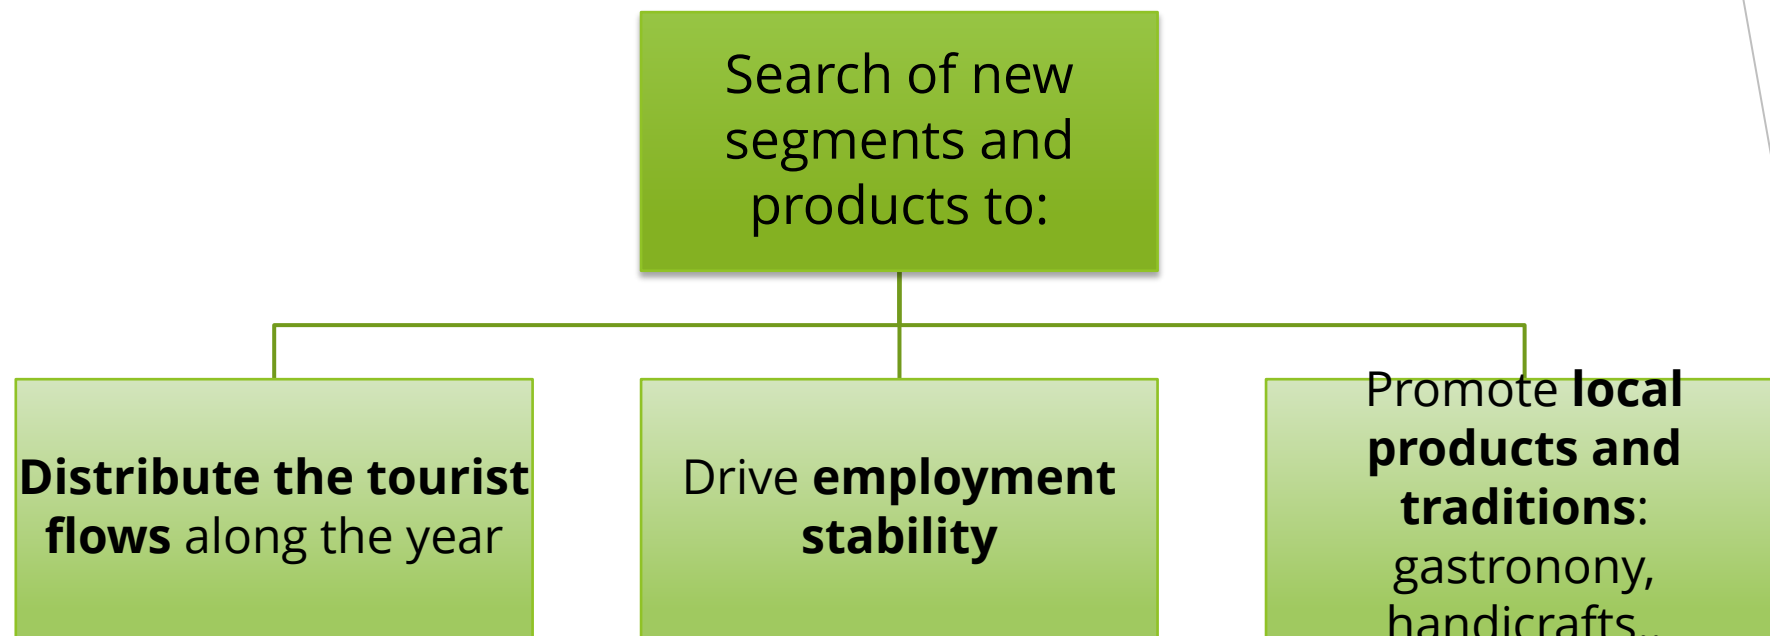 Search of new
segments and
products to:
Distribute the tourist
flows along the year
Drive employment
stability
Promote local
products and
traditions:
gastronony,
handicrafts..